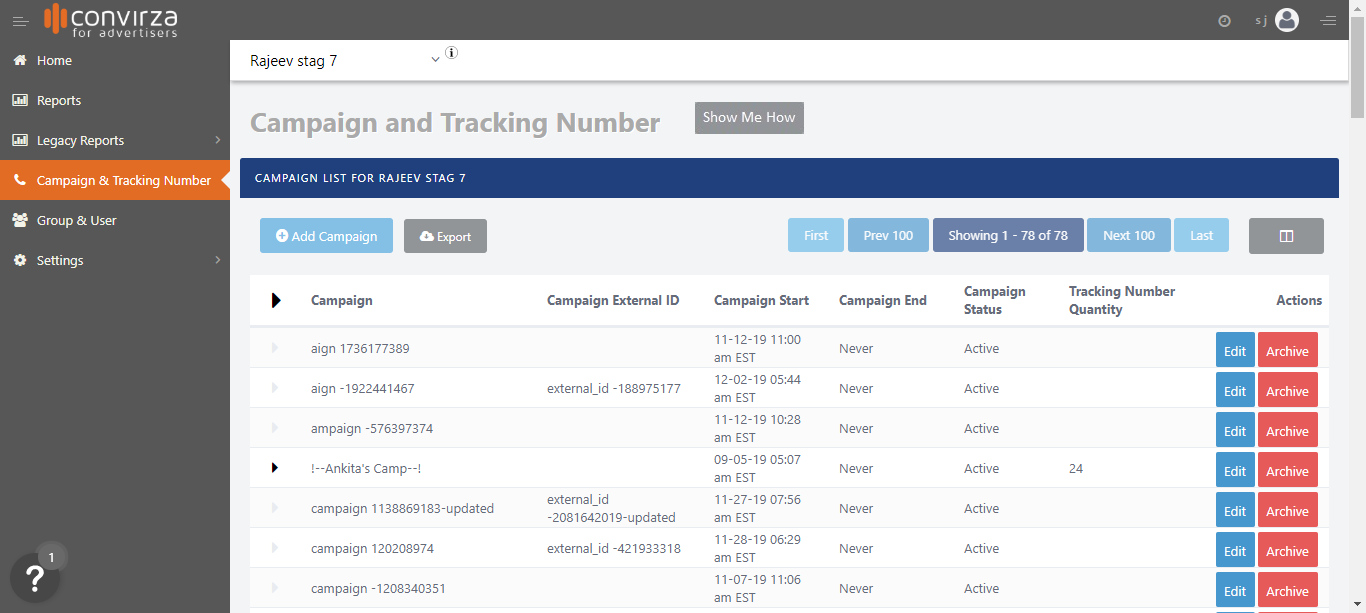 convirza
for advertisers
sj
Home
Reports
Legacy Reports
Campaign & Tracking Number
Group & User
Settings
1
?
Rajeev stag 7
i
Campaign and Tracking Number
Show Me How
CAMPAIGN LIST FOR RAJEEV STAG 7
Add Campaign
Export
First
Prev 100
Showing 1 - 78 of 78
Next 100
Last
Campaign
Campaign External ID
Campaign Start
Campaign End
Campaign
Status
Tracking Number
Quantity
Actions
aign 1736177389
11-12-19 11:00
am EST
Never
Active
Edit
Archive
aign -1922441467
external_id -188975177
12-02-19 05:44
am EST
Never
Active
Edit
Archive
ampaign -576397374
11-12-19 10:28
am EST
Never
Active
Edit
Archive
!--Ankita's Camp--!
09-05-19 05:07
am EST
Never
Active
24
Edit
Archive
campaign 1138869183-updated
external_id
-2081642019-updated
11-27-19 07:56
am EST
Never
Active
Edit
Archive
campaign 120208974
external_id -421933318
11-28-19 06:29
am EST
Never
Active
Edit
Archive
campaign -1208340351
11-07-19 11:06
am EST
Never
Active
Edit
Archive